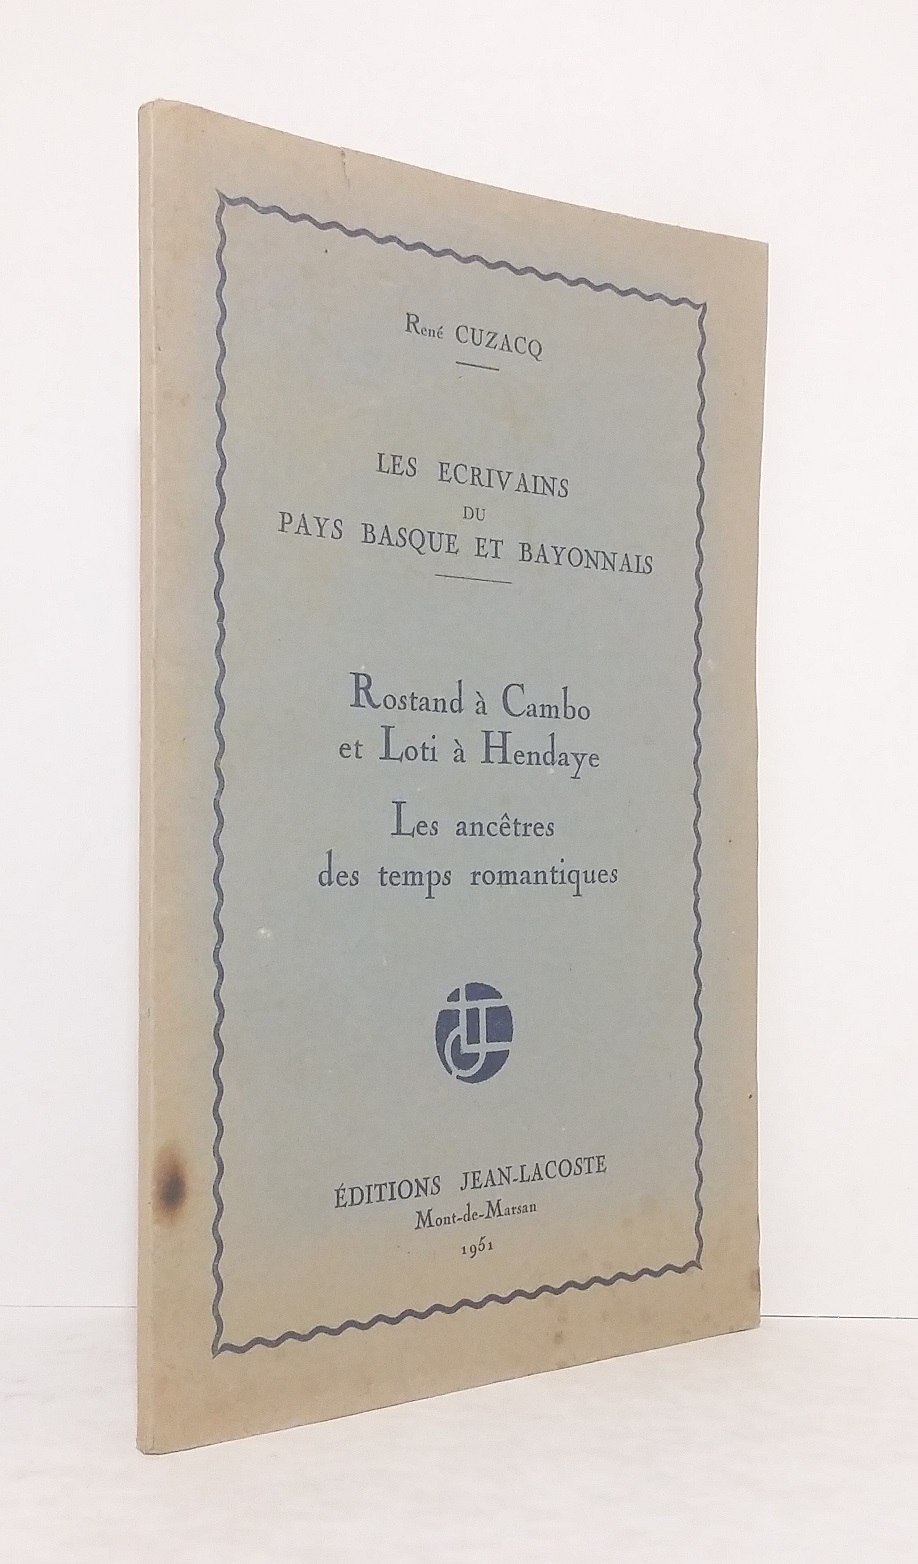 René CUZACQ
LES ECRIVAINS
DU
PAYS BASQUE ET BAYONNAIS
Rostand à Cambo
et Loti à Hendaye
Les ancêtres
des temps romantiques
ÉDITIONS JEAN-LACOSTE
Mont-de-Marsan
1951